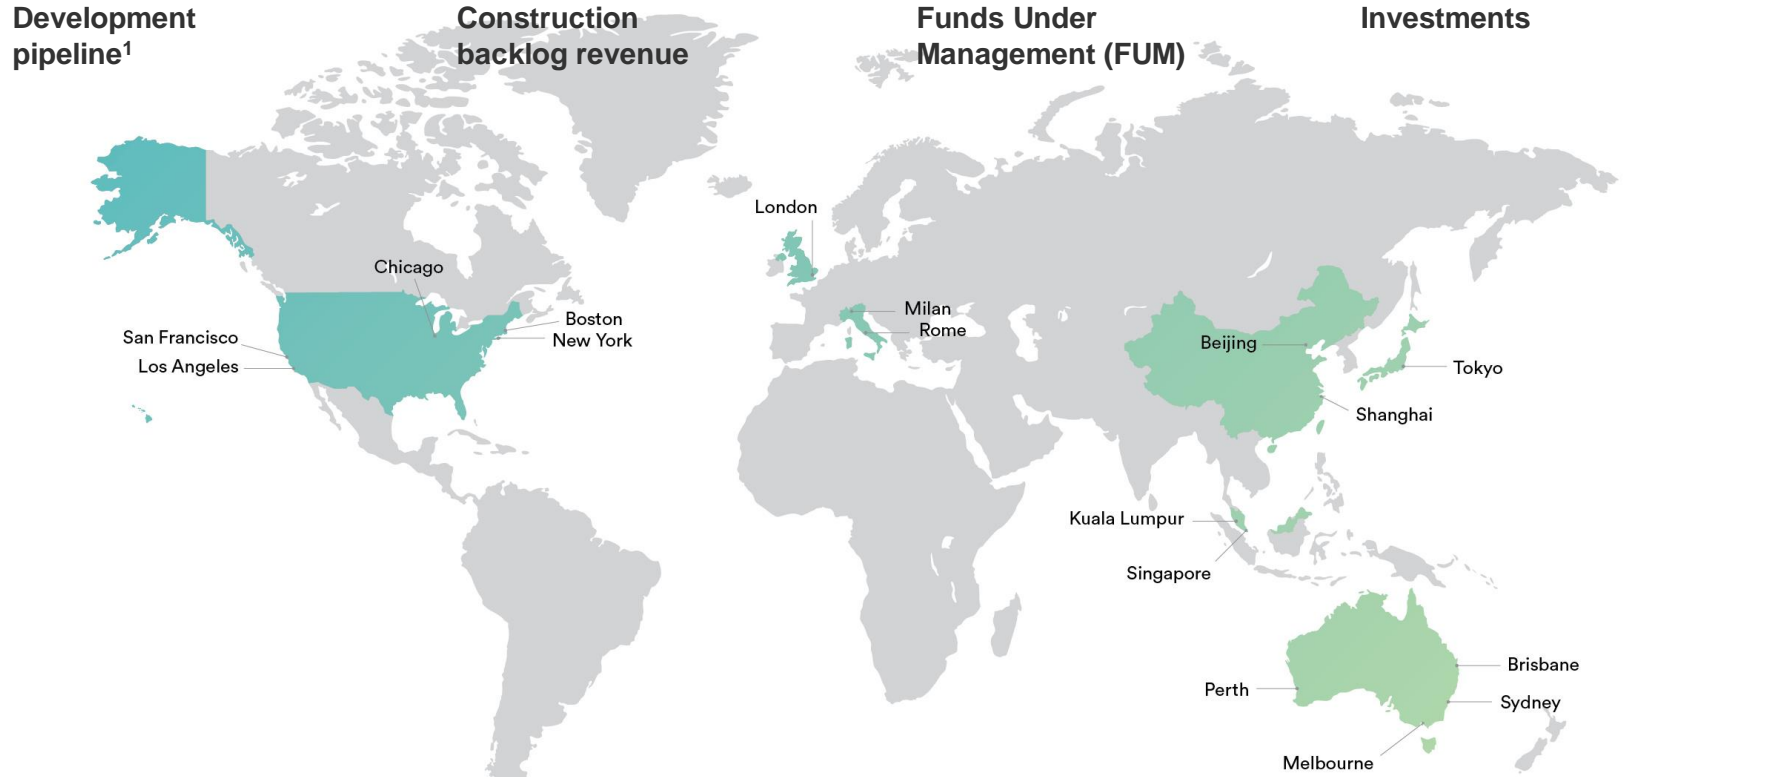 Development
pipeline¹
Construction
backlog revenue
Funds Under
Management (FUM)
Investments
London
Chicago
Milan
Boston
Rome
San Francisco
New York
Beijing
Los Angeles
Tokyo
Shanghai
Kuala Lumpur
Singapore
Brisbane
Perth
Sydney
Melbourne